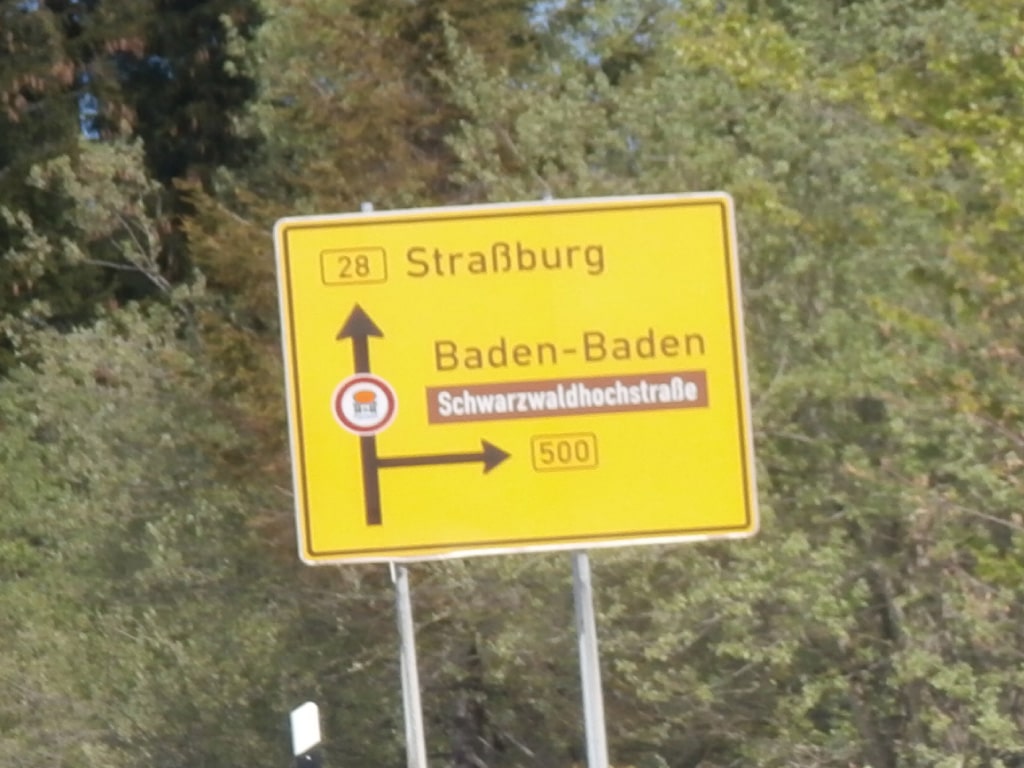 28 Straßburg
Baden-Baden
Schwarzwaldhochstraße
500